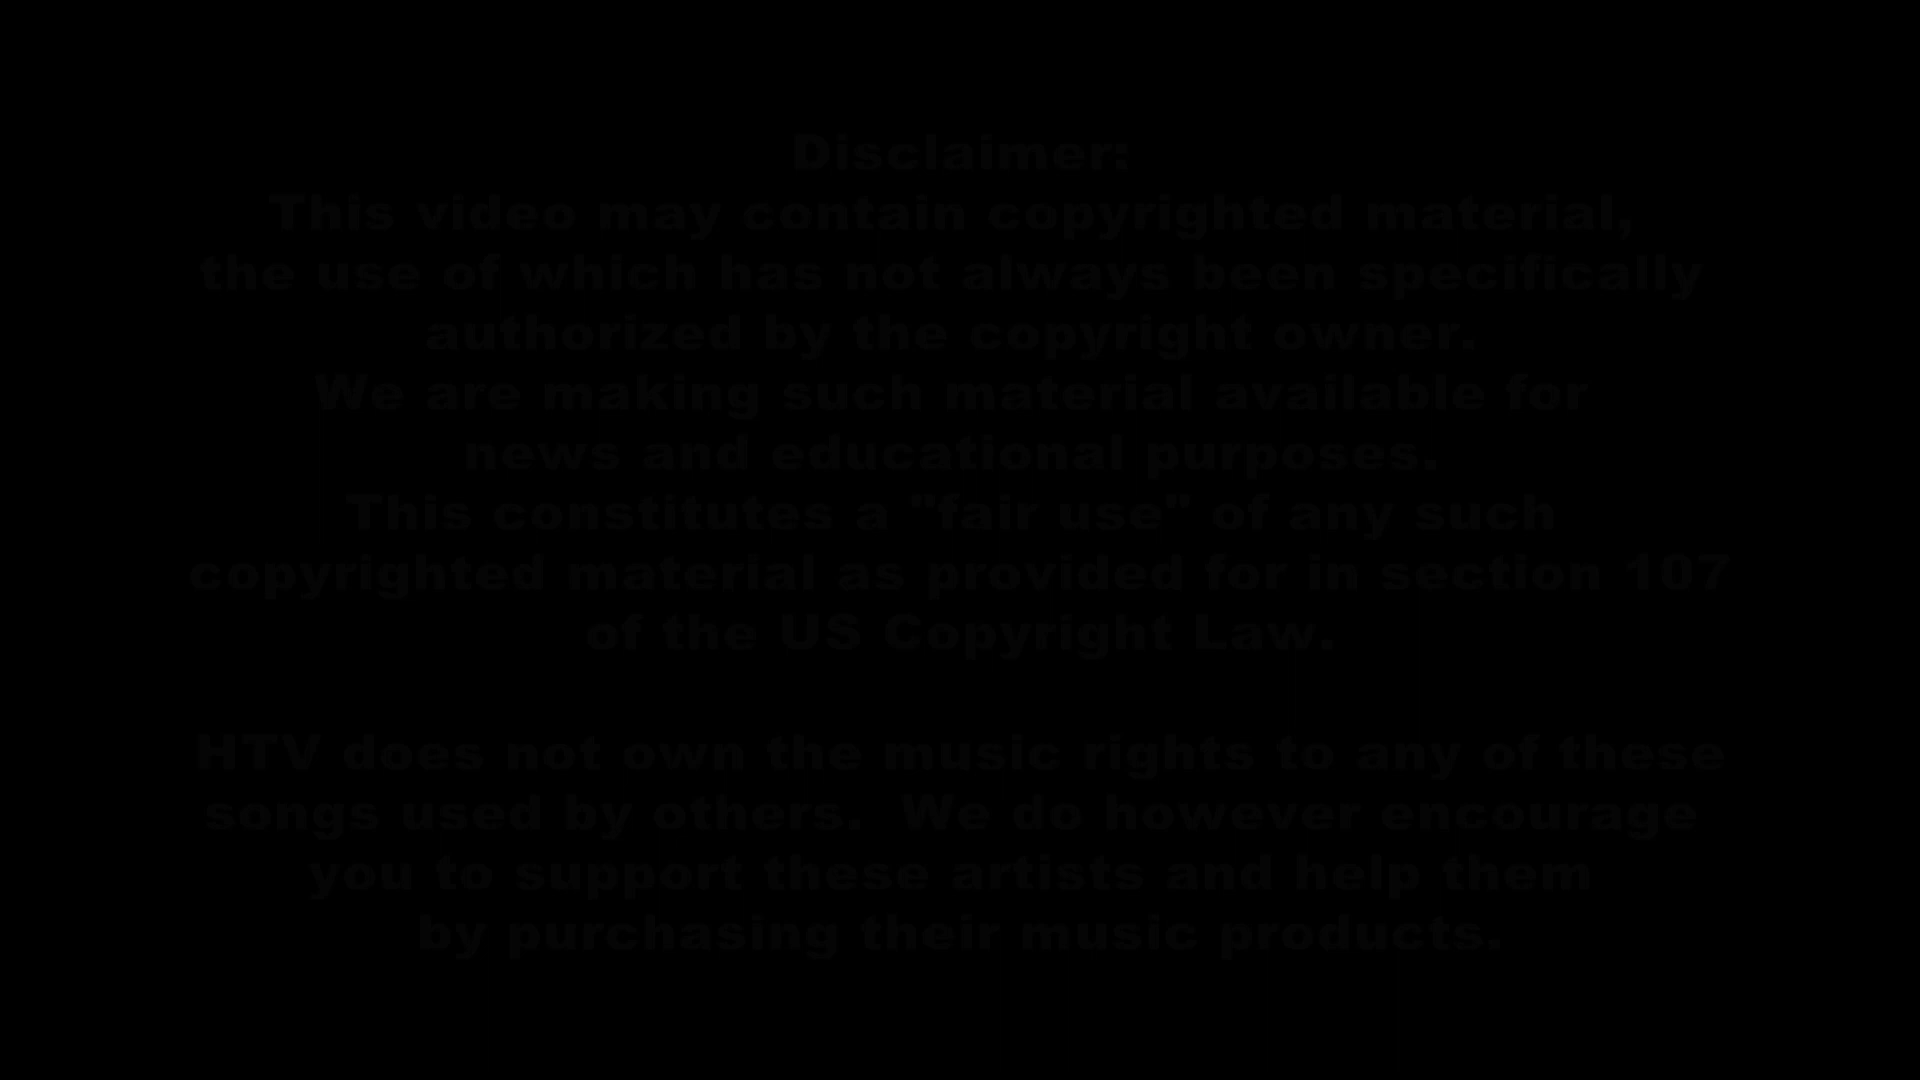 Disclaimer:
This video may contain copyrighted material,
the use of which has not always been specifically
authorized by the copyright owner.
We are making such material available for
news and educational purposes.
This constitutes a "fair use" of any such
copyrighted material as provided for in section 107
of the US Copyright Law.
HTV does not own the music rights to any of these
songs used by others. We do however encourage
you to support these artists and help them
by purchasing their music products.